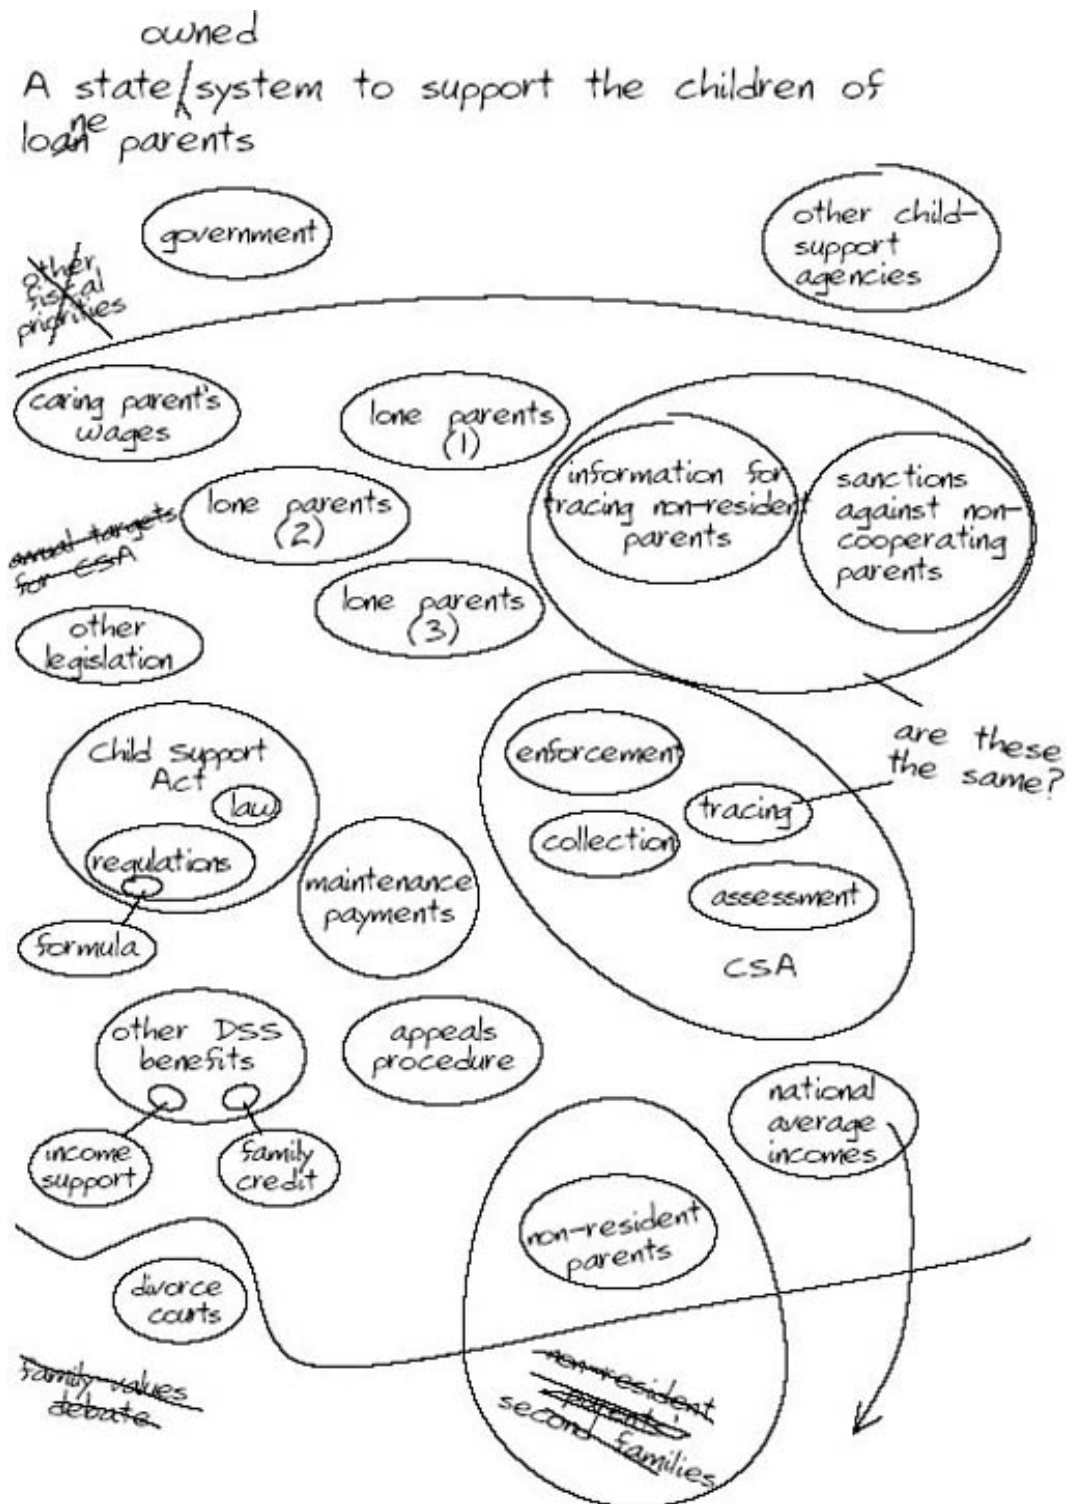 owned
A state system to support the children of
loan ne parents
government
other child-
support
agencies
other
fiscal
priorities
caring parent's
wages
lone parents
(1)
information for
tracing non-resident
parents
sanctions
against non-
cooperating
parents
lone parents
(2)
annual targets
for CSA
lone parents
(3)
other
legislation
Child Support
Act
law
regulations
formula
enforcement
tracing
collection
assessment
CSA
are these
the same?
maintenance
payments
other DSS
benefits
appeals
procedure
income
support
family
credit
national
average
incomes
non-resident
parents
divorce
courts
family values
debate
non-resident
parents'
second families